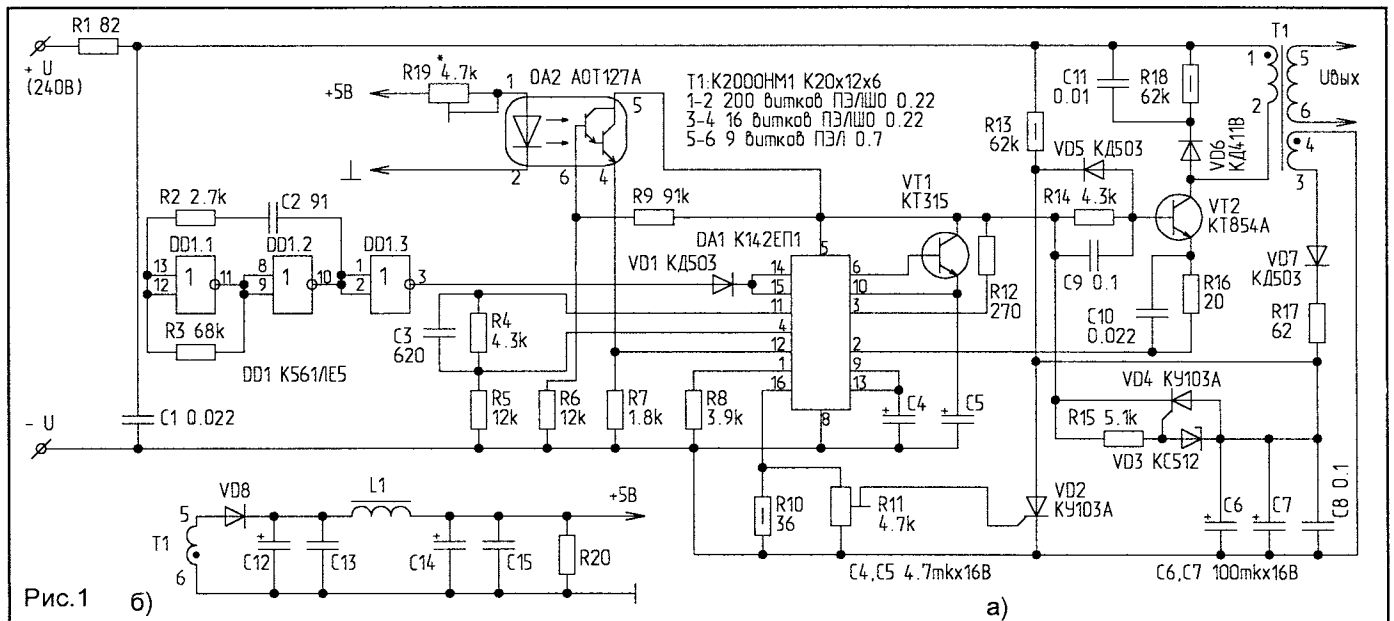 R1 82
+ U
(240В)
R19 4.7k
*
+5В
⊥
1
ОА2 АОТ127А
5
2
6
4
Т1:К2000НМ1 К20х12х6
1-2 200 витков ПЭЛШО 0.22
3-4 16 витков ПЭЛШО 0.22
5-6 9 витков ПЭЛ 0.7
C11
0.01
R18
62k
T1
1
2
5
6
4
3
Uвых
R13
62k
VD5 КД503
VD6
КД411В
R14 4.3k
VT2
КТ854А
C9 0.1
VD7
КД503
R16
20
C10
0.022
R17
62
R2 2.7k
C2 91
R9 91k
VT1
КТ315
DD1.1
DD1.2
DD1.3
DA1 К142ЕП1
VD1 КД503
13
12
1
11
8
9
1
10
1
2
1
3
R3 68k
DD1 К561ЛЕ5
C3
620
R4
4.3k
14
15
11
4
12
1
16
5
6
10
3
2
9
13
8
R12
270
R5
12k
R6
12k
R7
1.8k
R8
3.9k
C4
C5
VD4 КУ103А
R15 5.1k
VD3 КС512
- U
C1 0.022
R10
36
R11
4.7k
VD2
КУ103А
C6
C7
C8 0.1
C4,C5 4.7mkx16В
C6,C7 100mkx16В
VD8
L1
+5В
5
T1
6
C12
C13
C14
C15
R20
Рис.1
б)
а)